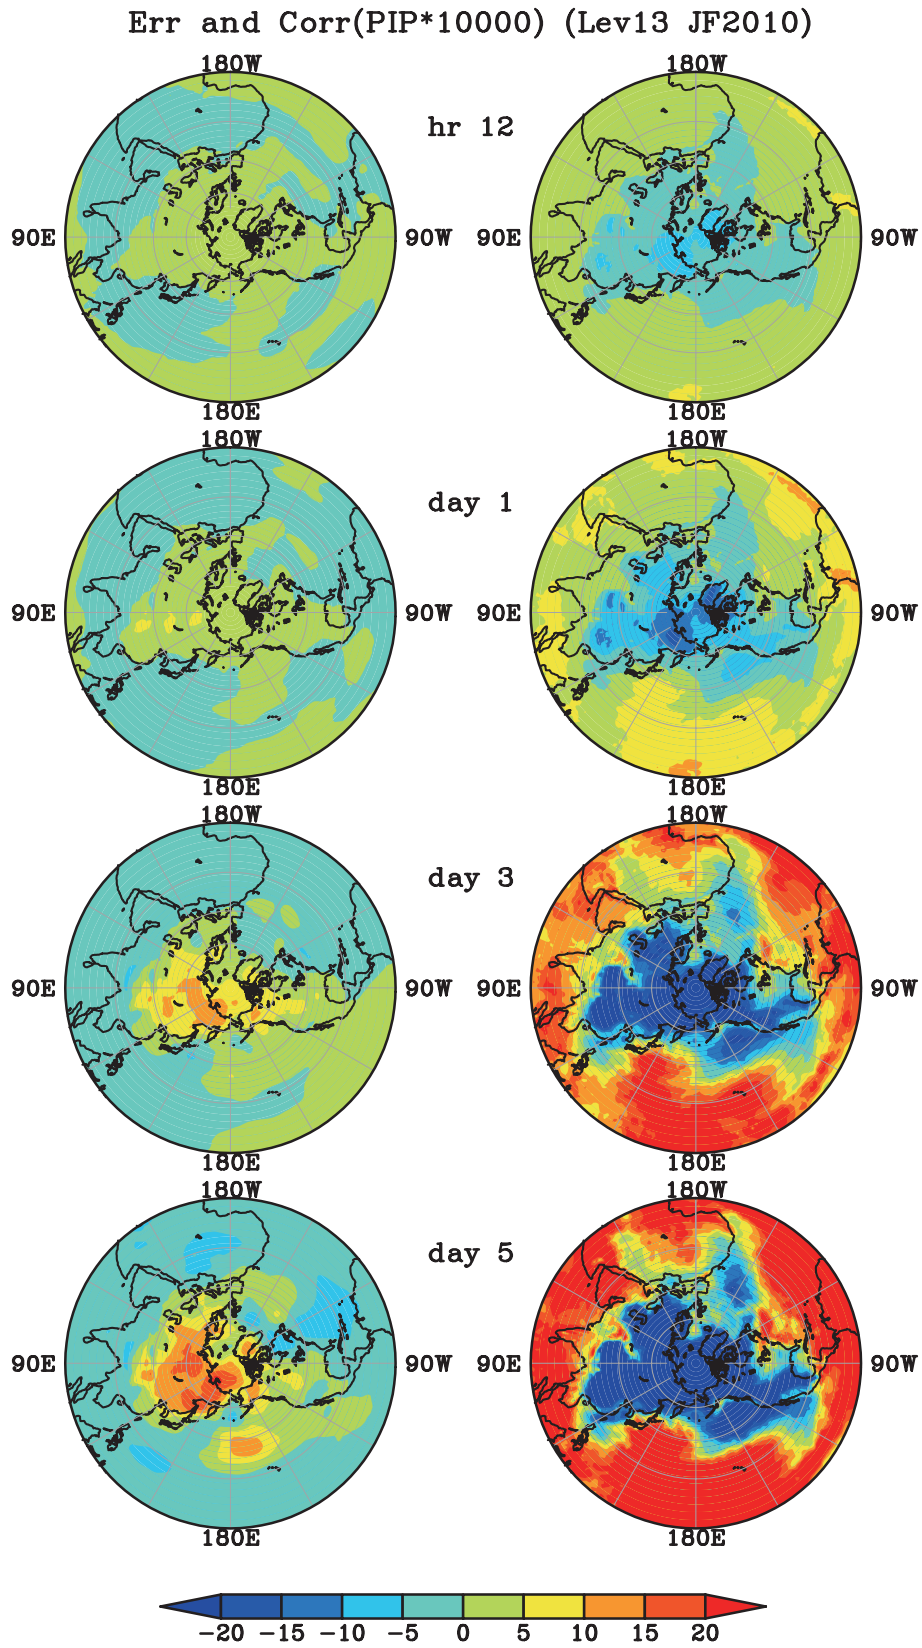 Err and Corr(PIP*10000) (Lev13 JF2010)
180W 180W
hr 12
90E 90W 90E 90W
180E 180E
180W 180W
day 1
90E 90W 90E 90W
180E 180E
180W 180W
day 3
90E 90W 90E 90W
180E 180E
180W 180W
day 5
90E 90W 90E 90W
180E 180E
-20 -15 -10 -5 0 5 10 15 20